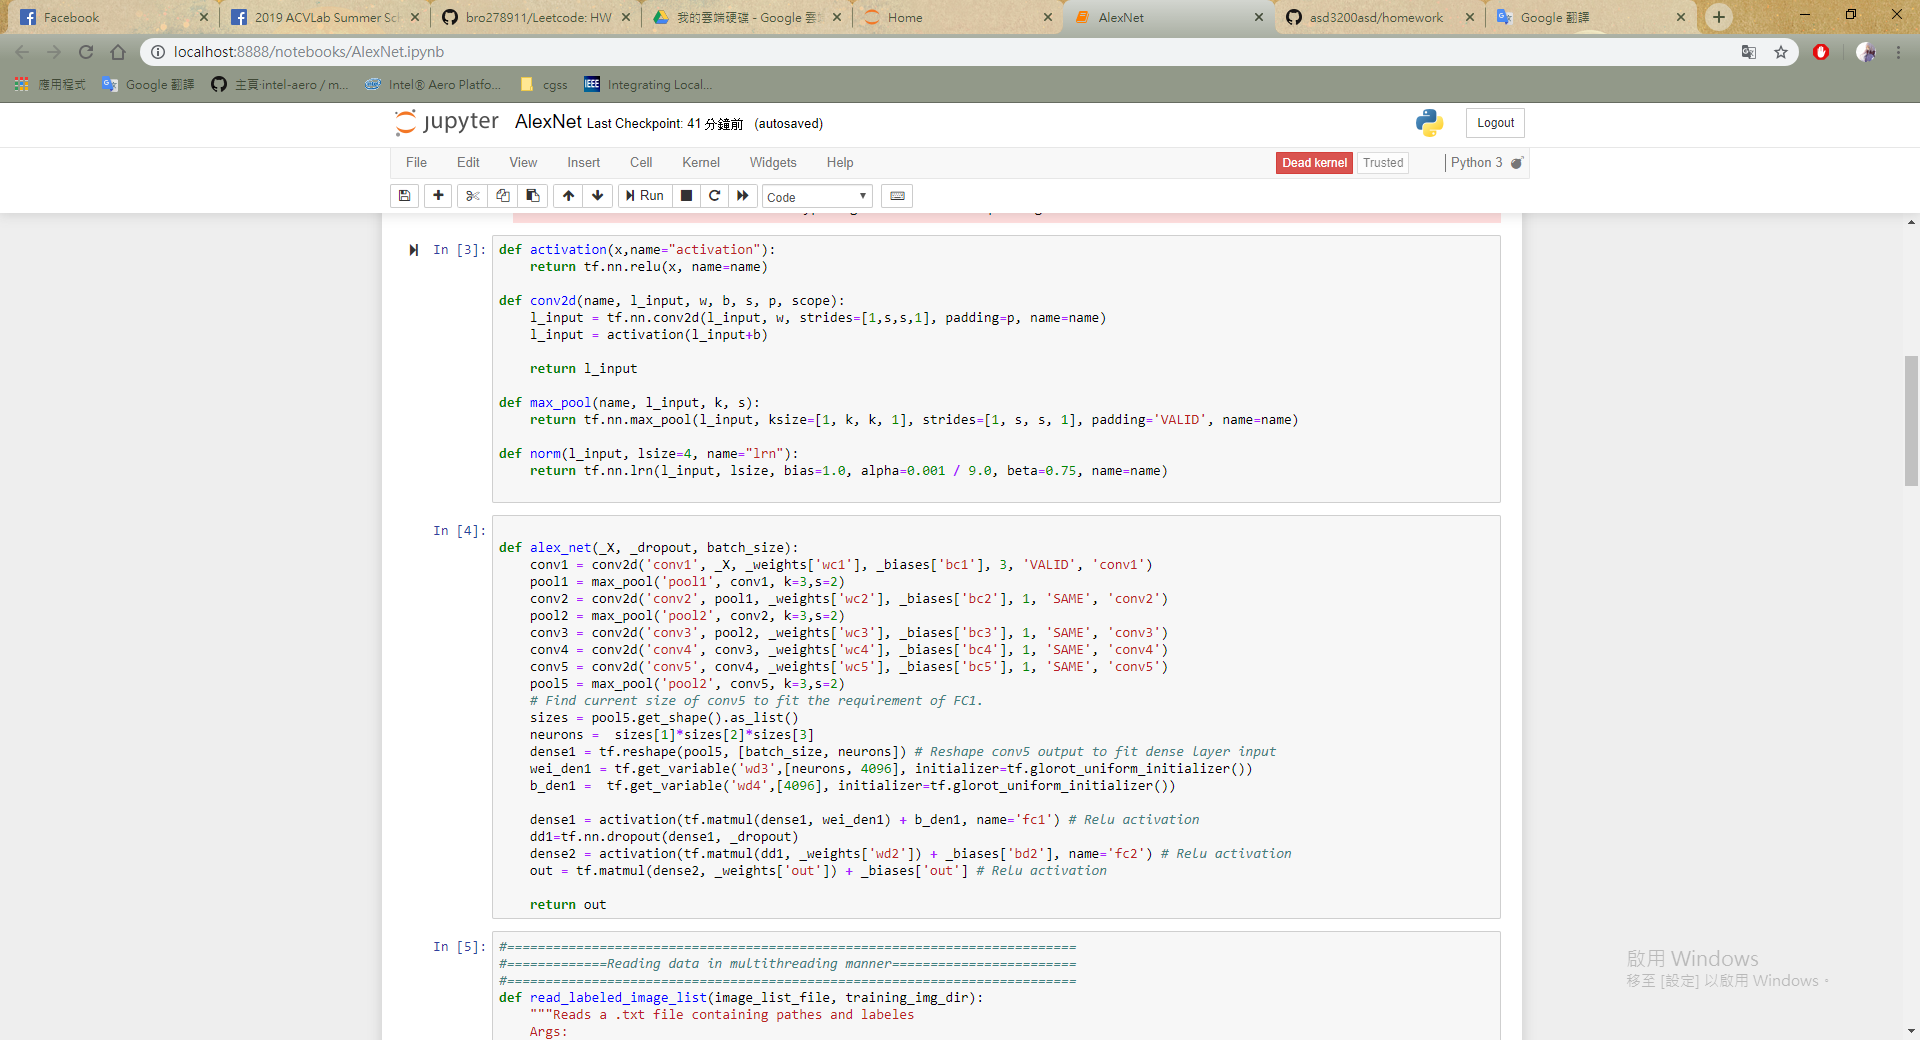 Facebook
2019 ACVLab Summer Sc
bro278911/Leetcode: HW
我的雲端硬碟 - Google 雲
Home
AlexNet
asd3200asd/homework
Google 翻譯
localhost:8888/notebooks/AlexNet.ipynb
應用程式
Google 翻譯
主頁·intel-aero / m...
Intel® Aero Platfo...
cgss
IEEE
Integrating Local...
jupyter AlexNet Last Checkpoint: 41 分鐘前 (autosaved)
Logout
File Edit View Insert Cell Kernel Widgets Help
Dead kernel Trusted Python 3
Run Code
In [3]:
def activation(x,name="activation"):
    return tf.nn.relu(x, name=name)
def conv2d(name, l_input, w, b, s, p, scope):
    l_input = tf.nn.conv2d(l_input, w, strides=[1,s,s,1], padding=p, name=name)
    l_input = activation(l_input+b)
    return l_input
def max_pool(name, l_input, k, s):
    return tf.nn.max_pool(l_input, ksize=[1, k, k, 1], strides=[1, s, s, 1], padding='VALID', name=name)
def norm(l_input, lsize=4, name="lrn"):
    return tf.nn.lrn(l_input, lsize, bias=1.0, alpha=0.001 / 9.0, beta=0.75, name=name)
In [4]:
def alex_net(_X, _dropout, batch_size):
    conv1 = conv2d('conv1', _X, _weights['wc1'], _biases['bc1'], 3, 'VALID', 'conv1')
    pool1 = max_pool('pool1', conv1, k=3,s=2)
    conv2 = conv2d('conv2', pool1, _weights['wc2'], _biases['bc2'], 1, 'SAME', 'conv2')
    pool2 = max_pool('pool2', conv2, k=3,s=2)
    conv3 = conv2d('conv3', pool2, _weights['wc3'], _biases['bc3'], 1, 'SAME', 'conv3')
    conv4 = conv2d('conv4', conv3, _weights['wc4'], _biases['bc4'], 1, 'SAME', 'conv4')
    conv5 = conv2d('conv5', conv4, _weights['wc5'], _biases['bc5'], 1, 'SAME', 'conv5')
    pool5 = max_pool('pool2', conv5, k=3,s=2)
    # Find current size of conv5 to fit the requirement of FC1.
    sizes = pool5.get_shape().as_list()
    neurons =  sizes[1]*sizes[2]*sizes[3]
    dense1 = tf.reshape(pool5, [batch_size, neurons]) # Reshape conv5 output to fit dense layer input
    wei_den1 = tf.get_variable('wd3',[neurons, 4096], initializer=tf.glorot_uniform_initializer())
    b_den1 =  tf.get_variable('wd4',[4096], initializer=tf.glorot_uniform_initializer())
    dense1 = activation(tf.matmul(dense1, wei_den1) + b_den1, name='fc1') # Relu activation
    dd1=tf.nn.dropout(dense1, _dropout)
    dense2 = activation(tf.matmul(dd1, _weights['wd2']) + _biases['bd2'], name='fc2') # Relu activation
    out = tf.matmul(dense2, _weights['out']) + _biases['out'] # Relu activation
    return out
In [5]:
#==========================================================================
#=============Reading data in multithreading manner========================
#==========================================================================
def read_labeled_image_list(image_list_file, training_img_dir):
    """Reads a .txt file containing pathes and labeles
    Args:
啟用 Windows
移至 [設定] 以啟用 Windows。